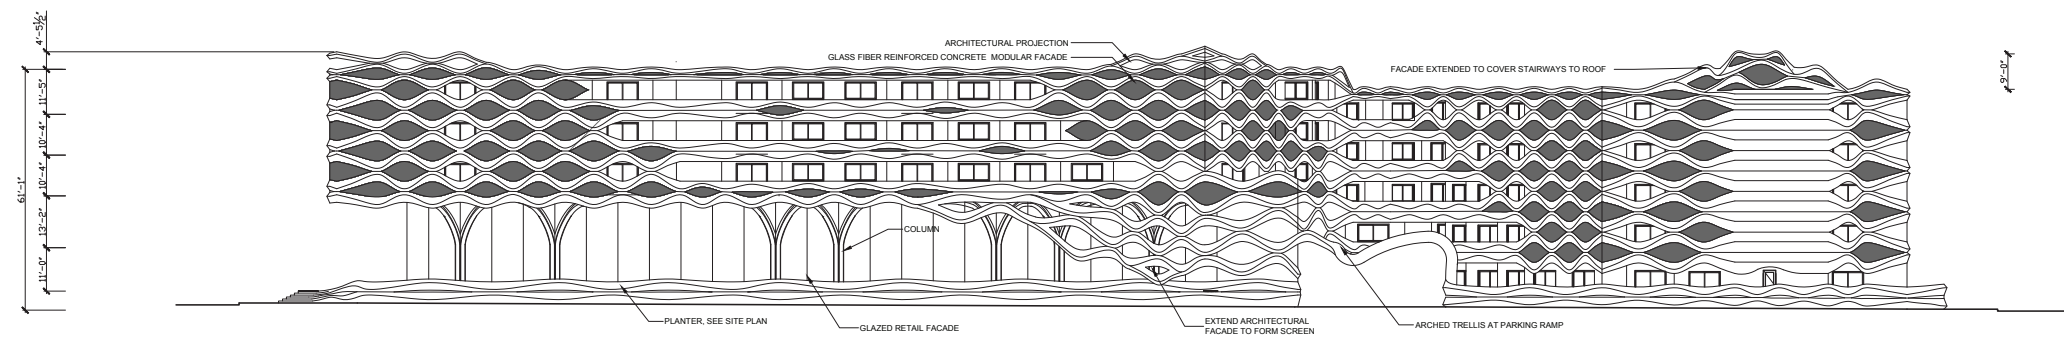 4'-5½"
61'-1"
11'-5"
10'-4"
10'-4"
13'-2"
11'-0"
ARCHITECTURAL PROJECTION
GLASS FIBER REINFORCED CONCRETE MODULAR FACADE
FACADE EXTENDED TO COVER STAIRWAYS TO ROOF
9'-0"
COLUMN
PLANTER, SEE SITE PLAN
GLAZED RETAIL FACADE
EXTEND ARCHITECTURAL
FACADE TO FORM SCREEN
ARCHED TRELLIS AT PARKING RAMP